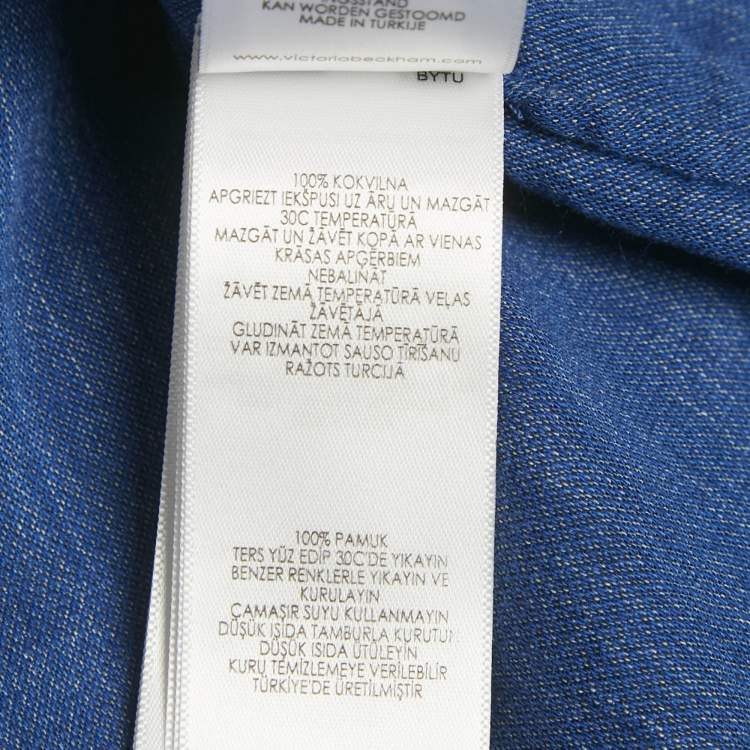 KAN WORDEN GESTOOMD
MADE IN TURKIJE
www.victoriabeckham.com
BYTU
100% KOKVILNA
APGRIEZT IEKŠPUSI UZ ĀRU UN MAZGĀT
30C TEMPERATŪRĀ
MAZGĀT UN ŽĀVĒT KOPĀ AR VIENAS
KRĀSAS APĢĒRBIEM
NEBALINĀT
ŽĀVĒT ZEMĀ TEMPERATŪRĀ VEĻAS
ŽĀVĒTĀJĀ
GLUDINĀT ZEMĀ TEMPERATŪRĀ
VAR IZMANTOT SAUSO TĪRĪŠANU
RAŽOTS TURCIJĀ
100% PAMUK
TERS YÜZ EDİP 30C'DE YIKAYIN
BENZER RENKLERLE YIKAYIN VE
KURULAYIN
ÇAMAŞIR SUYU KULLANMAYIN
DÜŞÜK ISIDA TAMBURLA KURUTUN
DÜŞÜK ISIDA ÜTÜLEYİN
KURU TEMİZLEMEYE VERİLEBİLİR
TÜRKİYE'DE ÜRETİLMİŞTİR